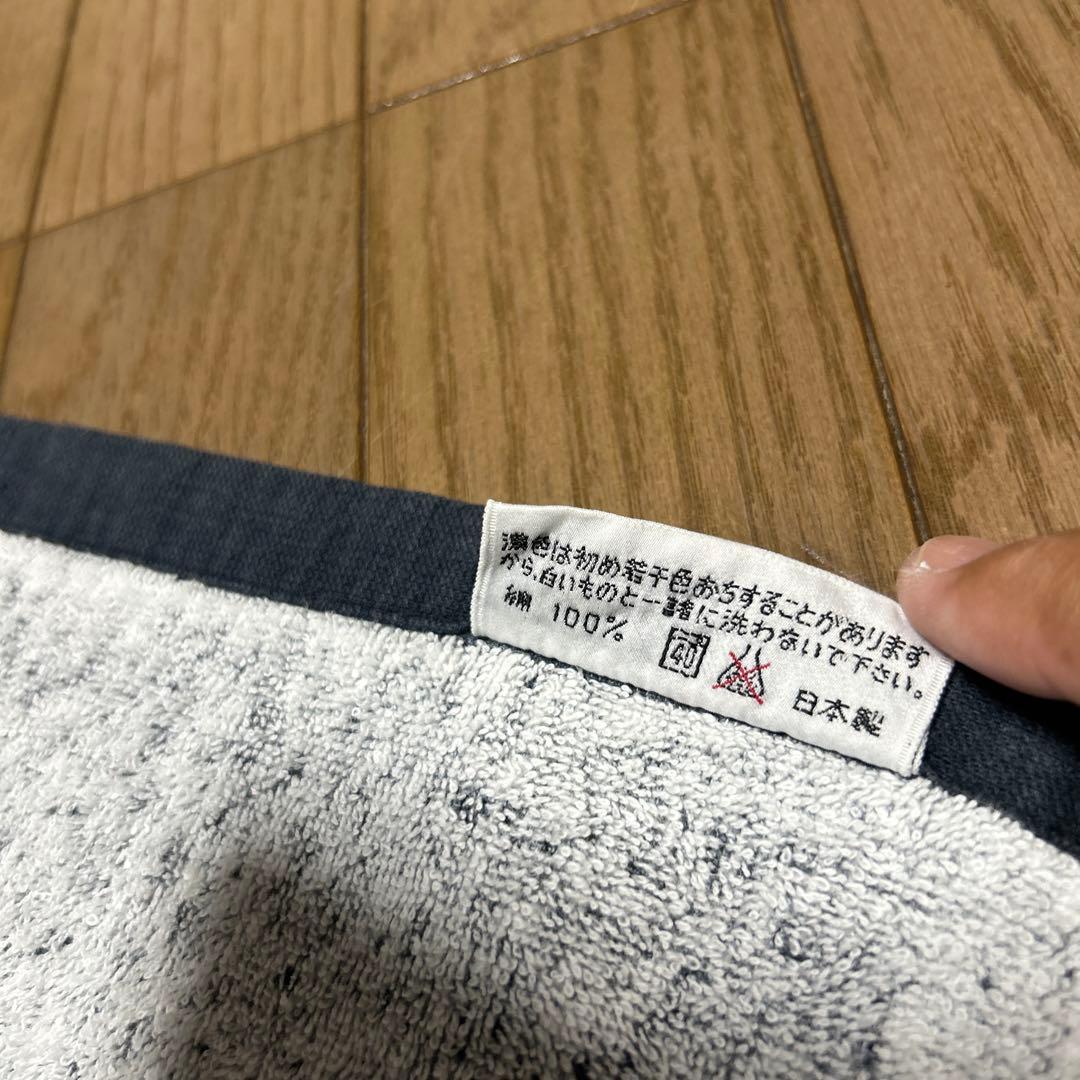 濃色は初め若干色おちすることがあります
から、白いものと一緒に洗わないで下さい。
綿 100%
40
日本製